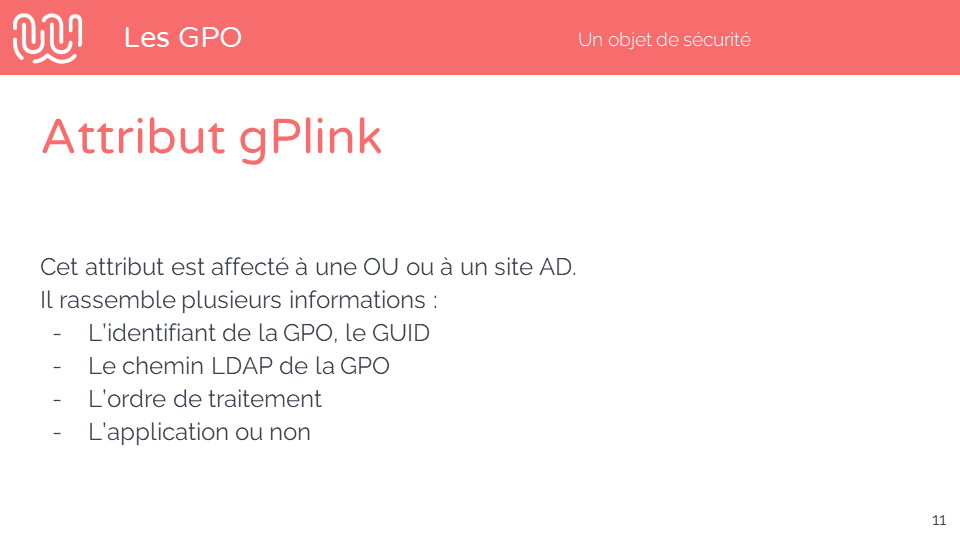 Les GPO
Un objet de sécurité
Attribut gPlink
Cet attribut est affecté à une OU ou à un site AD.
Il rassemble plusieurs informations :
- L’identifiant de la GPO, le GUID
- Le chemin LDAP de la GPO
- L’ordre de traitement
- L’application ou non
11